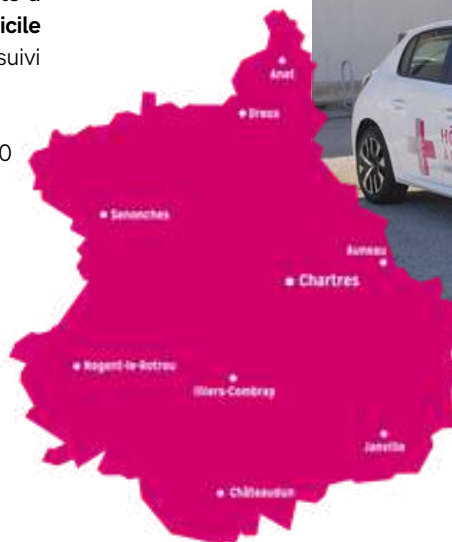 icile
suivi
0
Anet
Dreux
Senonches
Auneau
Chartres
Nogent-le-Rotrou
Illiers-Combray
Janville
Châteaudun